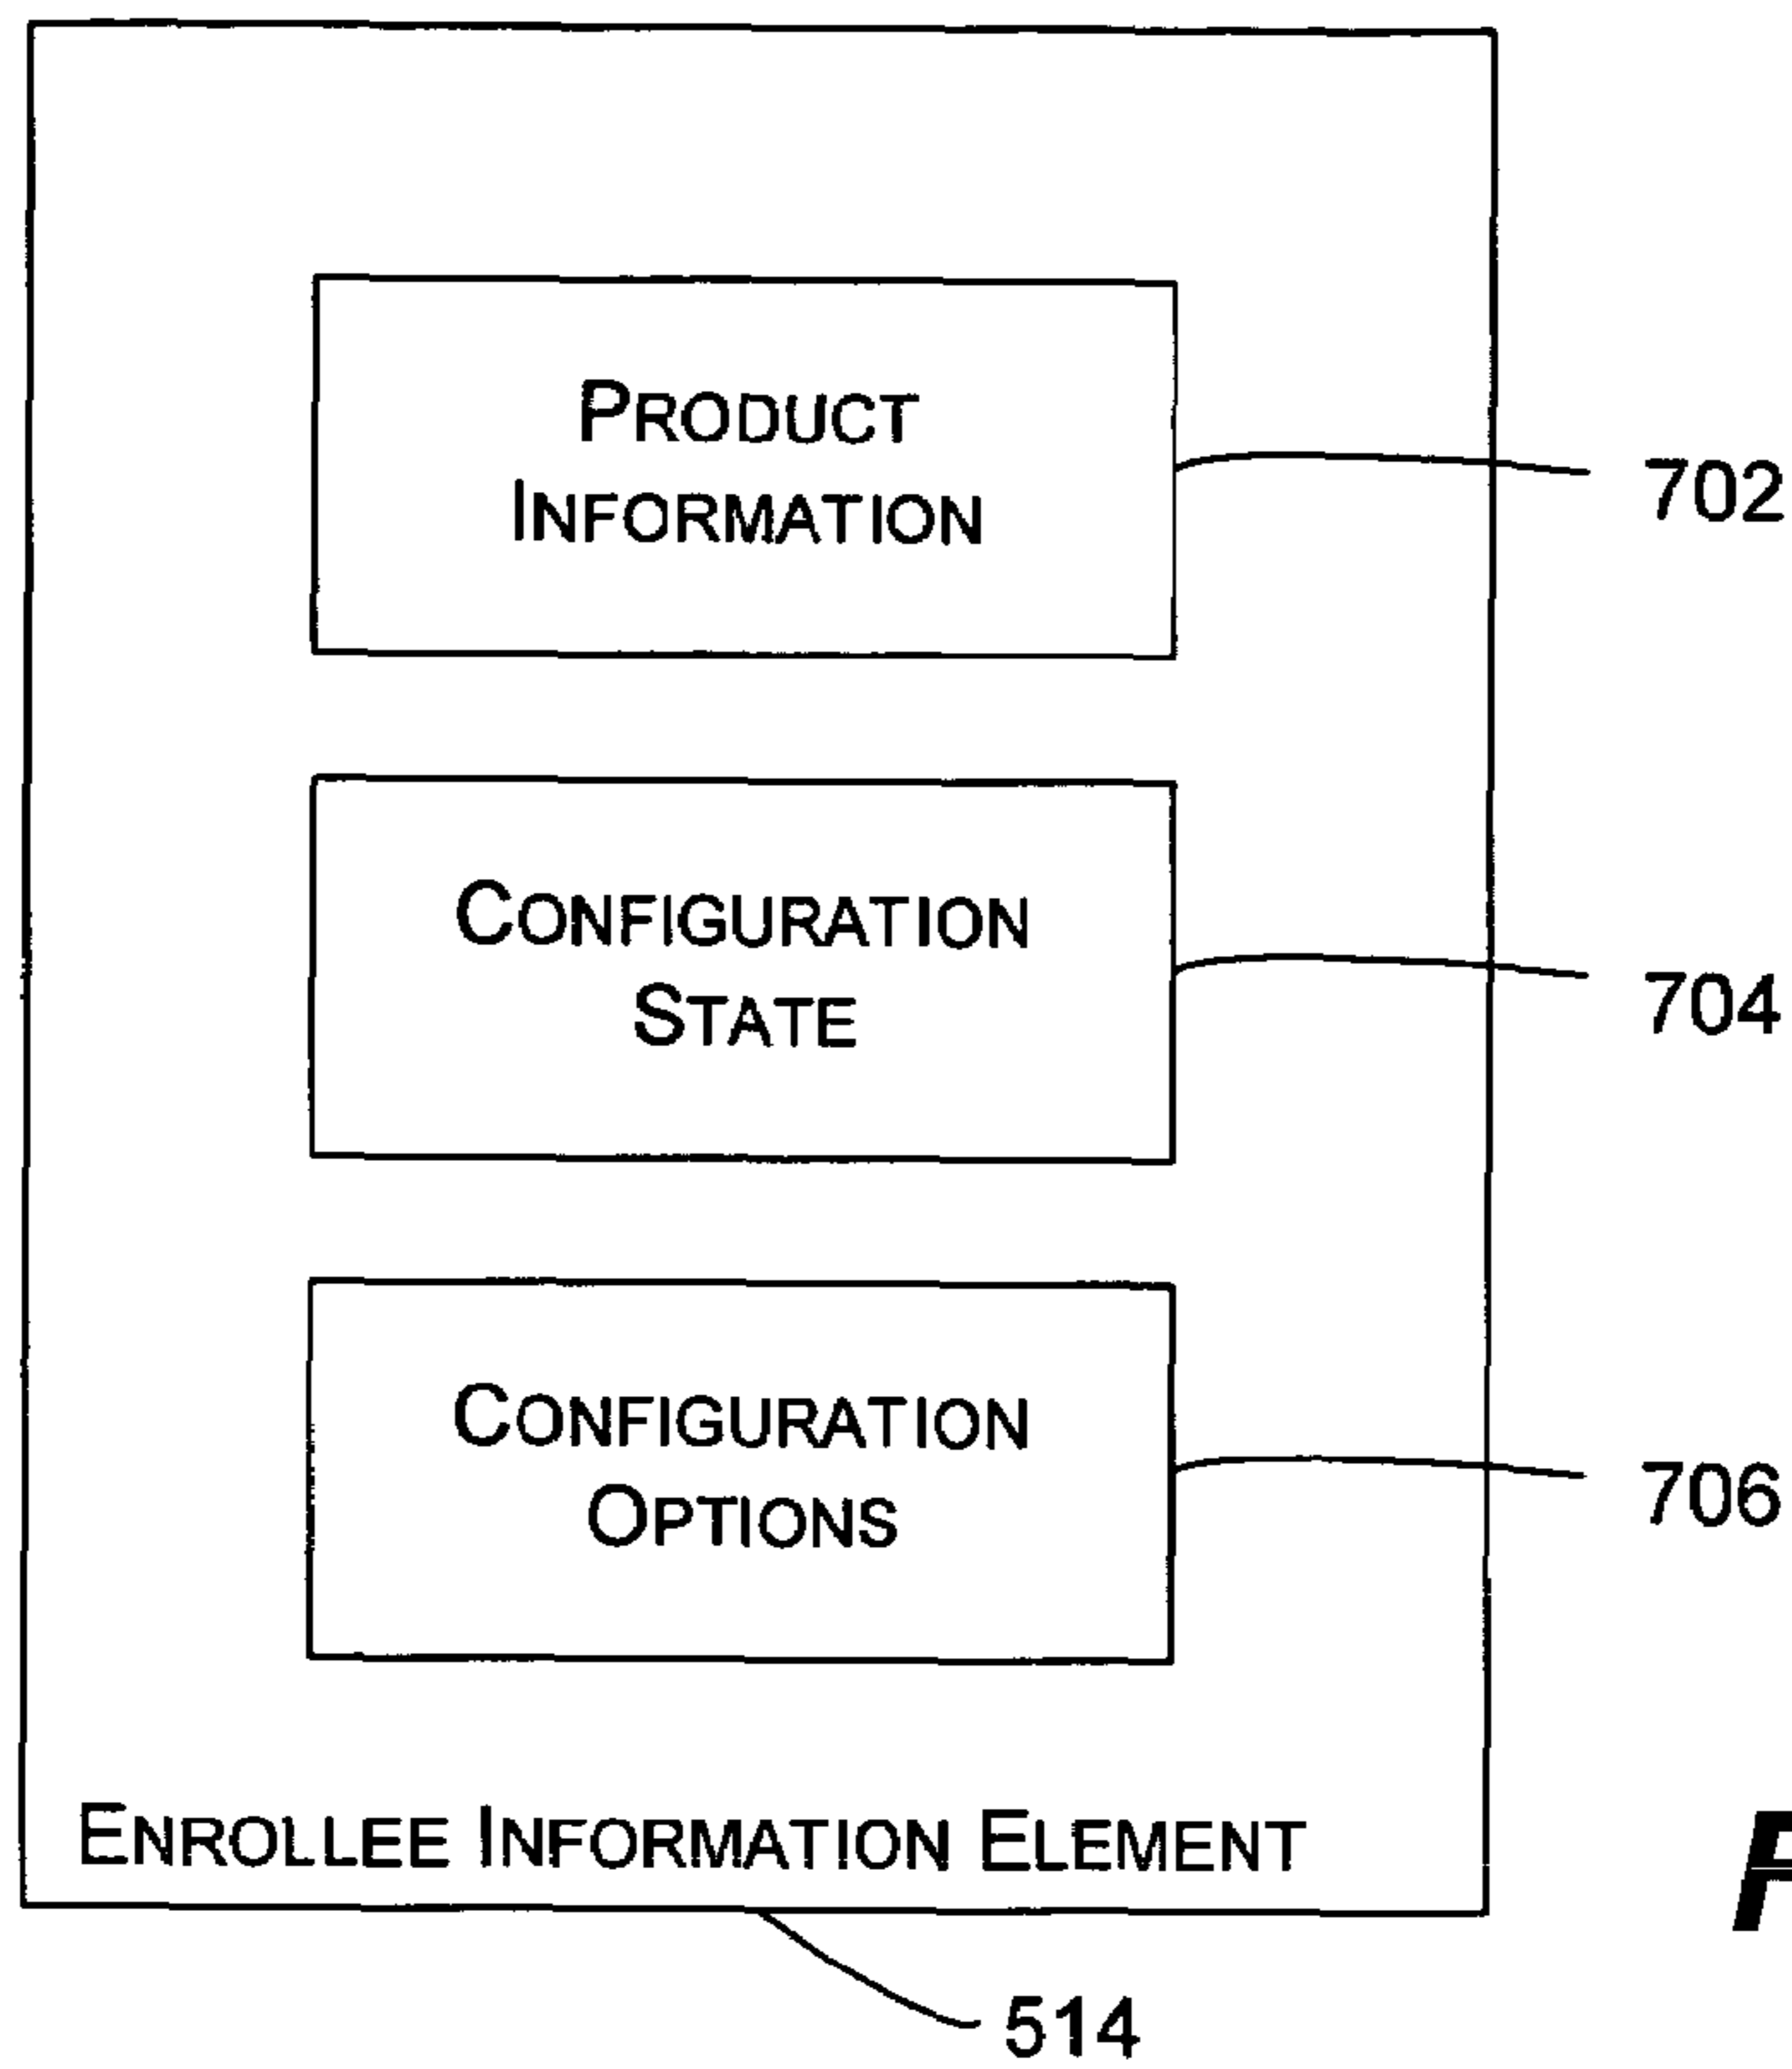 PRODUCT
INFORMATION
702
CONFIGURATION
STATE
704
CONFIGURATION
OPTIONS
706
ENROLLEE INFORMATION ELEMENT
514